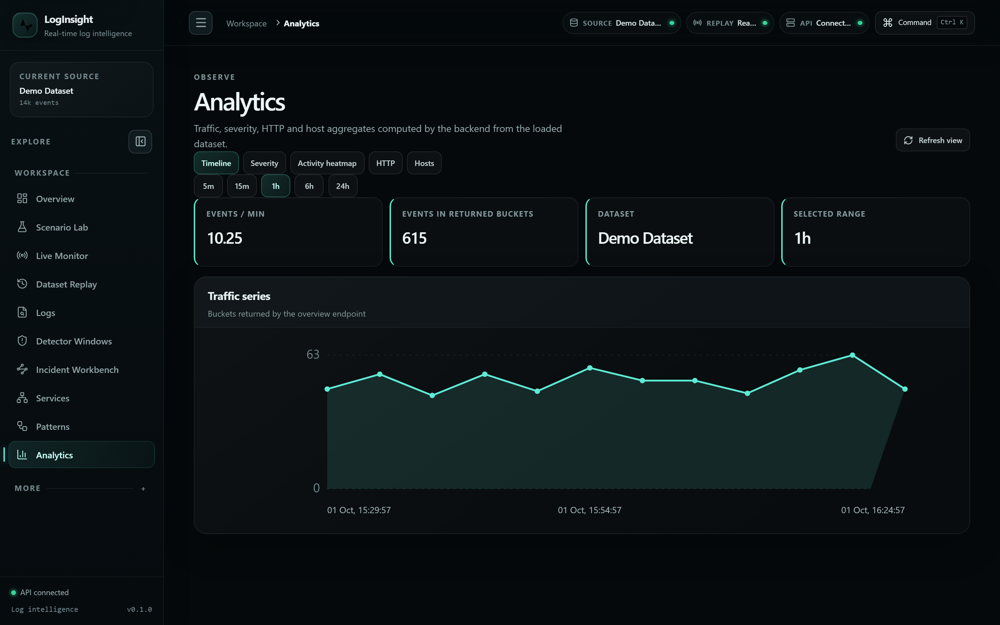 LogInsight
Real-time log intelligence
CURRENT SOURCE
Demo Dataset
14k events
EXPLORE
WORKSPACE
Overview
Scenario Lab
Live Monitor
Dataset Replay
Logs
Detector Windows
Incident Workbench
Services
Patterns
Analytics
MORE +
API connected
Log intelligence v0.1.0
Workspace > Analytics
SOURCE Demo Data...
REPLAY Rea...
API Connect...
Command Ctrl K
OBSERVE
Analytics
Traffic, severity, HTTP and host aggregates computed by the backend from the loaded
dataset.
Refresh view
Timeline Severity Activity heatmap HTTP Hosts
5m 15m 1h 6h 24h
EVENTS / MIN
10.25
EVENTS IN RETURNED BUCKETS
615
DATASET
Demo Dataset
SELECTED RANGE
1h
Traffic series
Buckets returned by the overview endpoint
63
0
01 Oct, 15:29:57 01 Oct, 15:54:57 01 Oct, 16:24:57